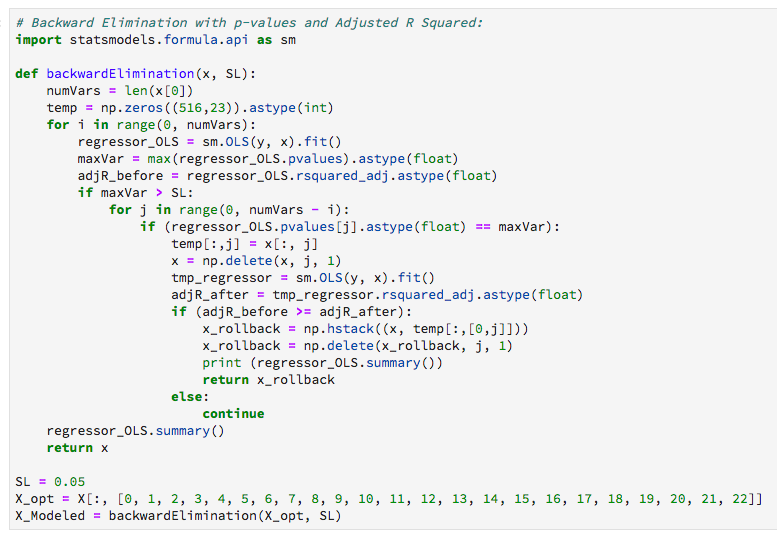 # Backward Elimination with p-values and Adjusted R Squared:
import statsmodels.formula.api as sm

def backwardElimination(x, SL):
    numVars = len(x[0])
    temp = np.zeros((516,23)).astype(int)
    for i in range(0, numVars):
        regressor_OLS = sm.OLS(y, x).fit()
        maxVar = max(regressor_OLS.pvalues).astype(float)
        adjR_before = regressor_OLS.rsquared_adj.astype(float)
        if maxVar > SL:
            for j in range(0, numVars - i):
                if (regressor_OLS.pvalues[j].astype(float) == maxVar):
                    temp[:,j] = x[:, j]
                    x = np.delete(x, j, 1)
                    tmp_regressor = sm.OLS(y, x).fit()
                    adjR_after = tmp_regressor.rsquared_adj.astype(float)
                    if (adjR_before >= adjR_after):
                        x_rollback = np.hstack((x, temp[:,[0,j]]))
                        x_rollback = np.delete(x_rollback, j, 1)
                        print (regressor_OLS.summary())
                        return x_rollback
                    else:
                        continue
    regressor_OLS.summary()
    return x

SL = 0.05
X_opt = X[:, [0, 1, 2, 3, 4, 5, 6, 7, 8, 9, 10, 11, 12, 13, 14, 15, 16, 17, 18, 19, 20, 21, 22]]
X_Modeled = backwardElimination(X_opt, SL)